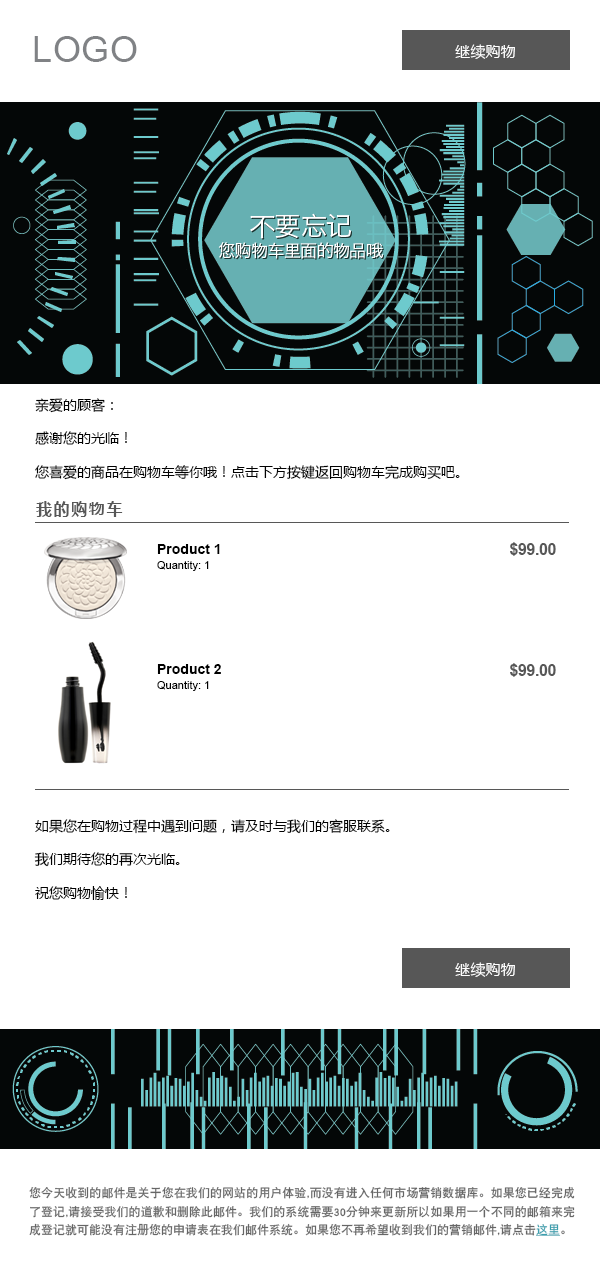 LOGO
继续购物
不要忘记
您购物车里面的物品哦
亲爱的顾客：
感谢您的光临！
您喜爱的商品在购物车等你哦！点击下方按键返回购物车完成购买吧。
我的购物车
Product 1
$99.00
Quantity: 1
Product 2
$99.00
Quantity: 1
如果您在购物过程中遇到问题，请及时与我们的客服联系。
我们期待您的再次光临。
祝您购物愉快！
继续购物
您今天收到的邮件是关于您在我们的网站的用户体验,而没有进入任何市场营销数据库。如果您已经完成
了登记,请接受我们的道歉和删除此邮件。我们的系统需要30分钟来更新所以如果用一个不同的邮箱来完
成登记就可能没有注册您的申请表在我们邮件系统。如果您不再希望收到我们的营销邮件,请点击这里。